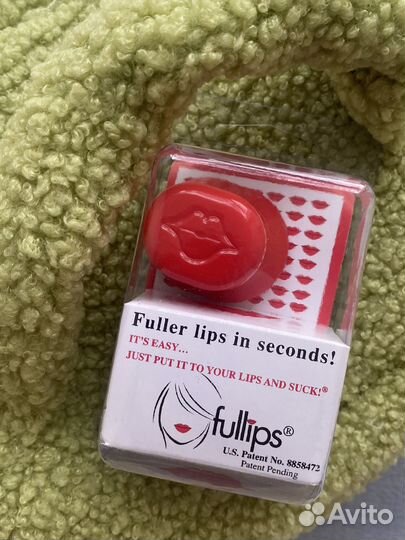 Fuller lips in seconds!
IT'S EASY...
JUST PUT IT TO YOUR LIPS AND SUCK!®
fullips®
U.S. Patent No. 8858472
Patent Pending
Avito